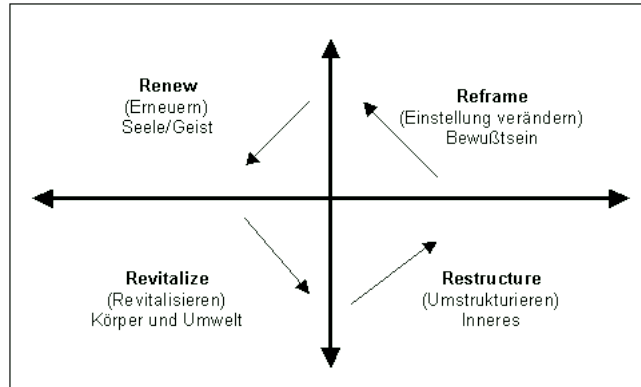 Renew
(Erneuern)
Seele/Geist
Reframe
(Einstellung verändern)
Bewußtsein
Revitalize
(Revitalisieren)
Körper und Umwelt
Restructure
(Umstrukturieren)
Inneres